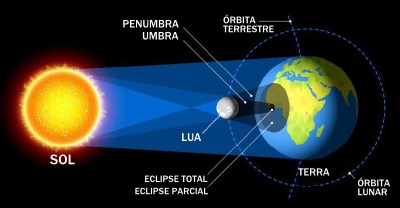 PENUMBRA
UMBRA
ÓRBITA
TERRESTRE
SOL
LUA
ECLIPSE TOTAL
ECLIPSE PARCIAL
TERRA
ÓRBITA
LUNAR